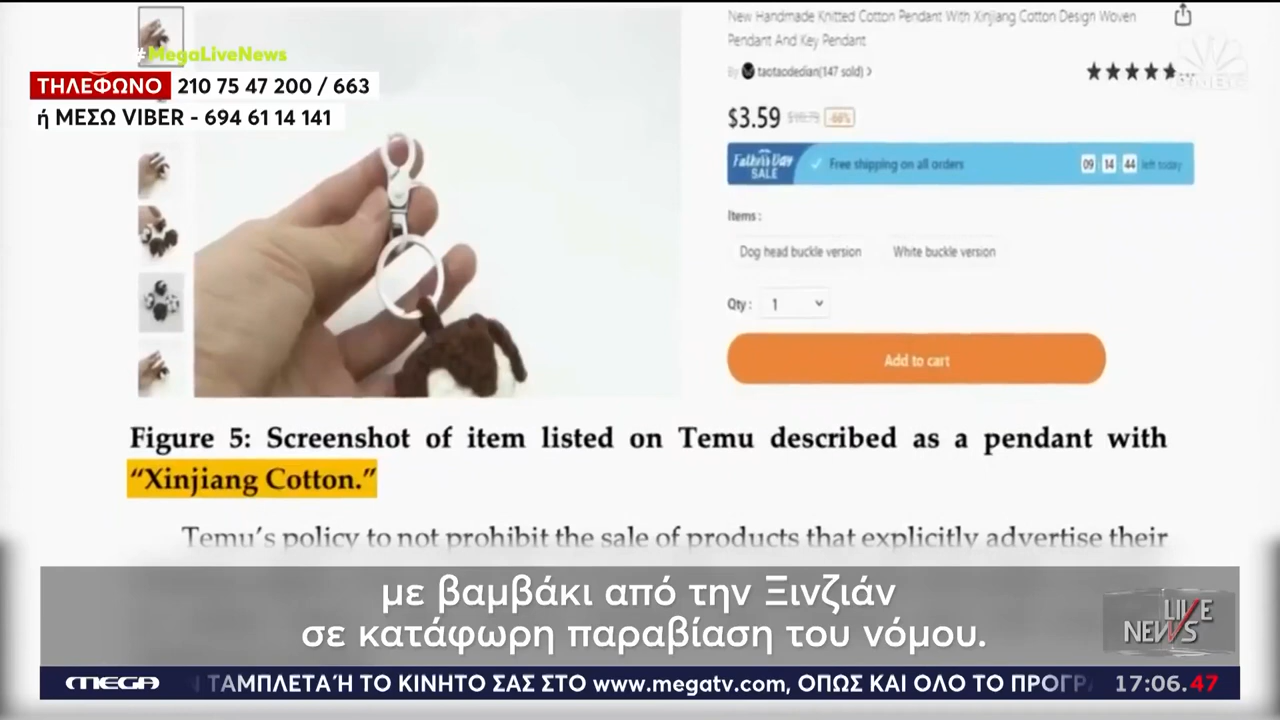 #MegaLiveNews
ΤΗΛΕΦΩΝΟ 210 75 47 200 / 663
ή ΜΕΣΩ VIBER - 694 61 14 141
New Handmade Knitted Cotton Pendant With Xinjiang Cotton Design Woven
Pendant And Key Pendant
By taotaodedian(147 sold)
$3.59 -66%
Father's Day
SALE
Free shipping on all orders
09 14 44 left today
Items :
Dog head buckle version White buckle version
Qty : 1
Add to cart
Figure 5: Screenshot of item listed on Temu described as a pendant with
“Xinjiang Cotton.”
Temu’s policy to not prohibit the sale of products that explicitly advertise their
με βαμβάκι από την Ξινζιάν
σε κατάφωρη παραβίαση του νόμου.
LIVE
NEWS
MEGA ΤΑΜΠΛΕΤΑ Ή ΤΟ ΚΙΝΗΤΟ ΣΑΣ ΣΤΟ www.megatv.com, ΟΠΩΣ ΚΑΙ ΟΛΟ ΤΟ ΠΡΟΓΡ 17:06.47